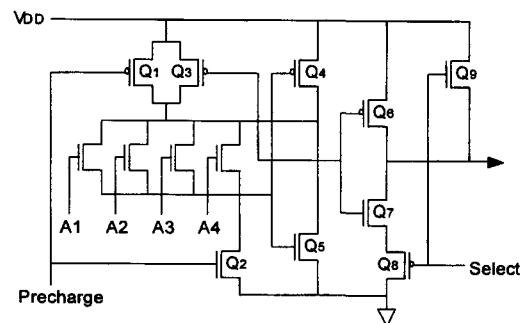 VDD
Q1 Q3 Q4 Q9
Q6
A1 A2 A3 A4
Q7
Q2 Q5 Q8
Select
Precharge